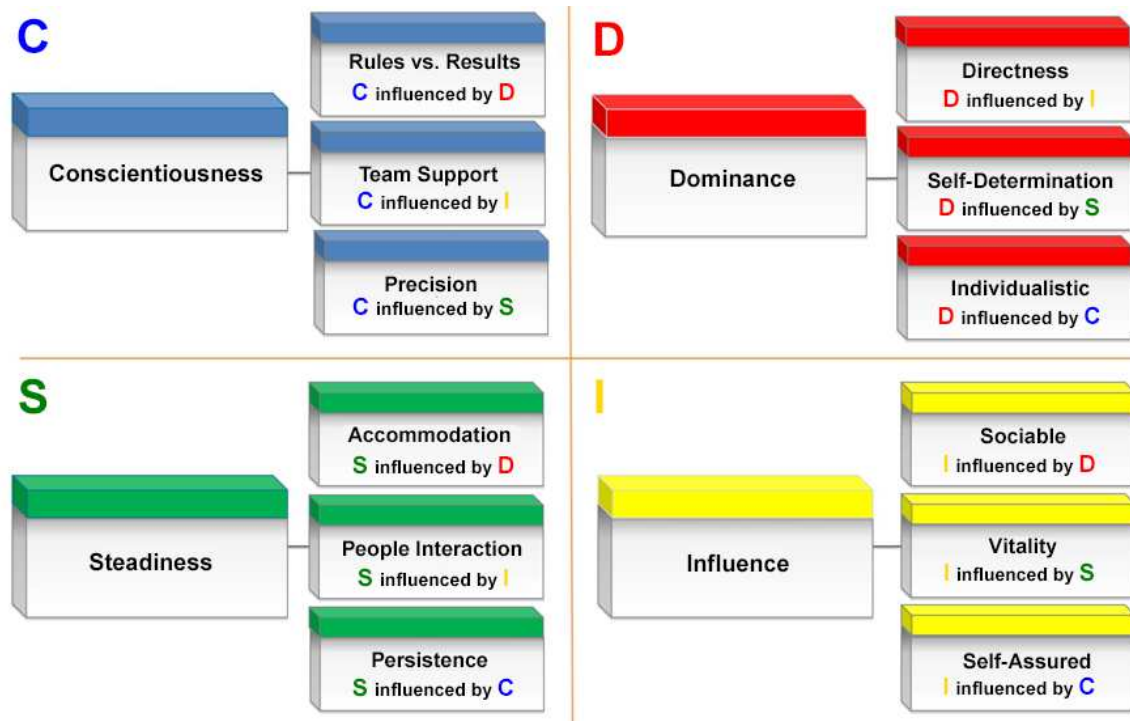 C
Rules vs. Results
C influenced by D
Conscientiousness
Team Support
C influenced by I
Precision
C influenced by S
D
Directness
D influenced by I
Dominance
Self-Determination
D influenced by S
Individualistic
D influenced by C
S
Accommodation
S influenced by D
Steadiness
People Interaction
S influenced by I
Persistence
S influenced by C
I
Sociable
I influenced by D
Influence
Vitality
I influenced by S
Self-Assured
I influenced by C